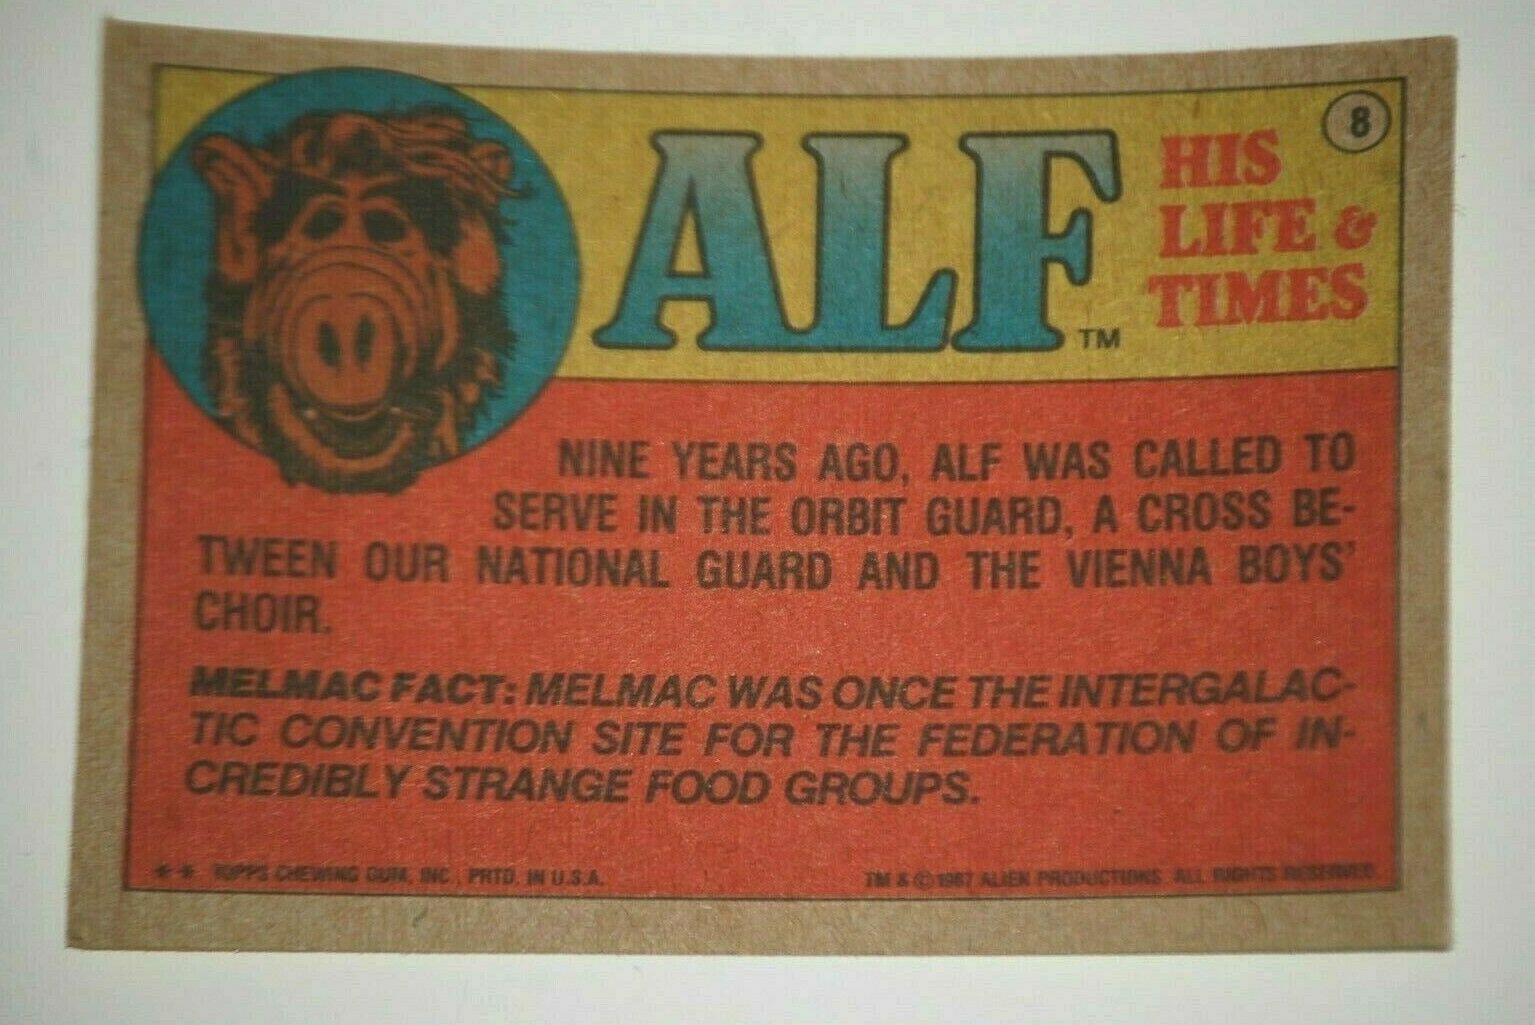 8
ALF™
HIS
LIFE &
TIMES
NINE YEARS AGO, ALF WAS CALLED TO
SERVE IN THE ORBIT GUARD, A CROSS BE-
TWEEN OUR NATIONAL GUARD AND THE VIENNA BOYS'
CHOIR.
MELMAC FACT: MELMAC WAS ONCE THE INTERGALAC-
TIC CONVENTION SITE FOR THE FEDERATION OF IN-
CREDIBLY STRANGE FOOD GROUPS.
** TOPPS CHEWING GUM, INC., PRTD. IN U.S.A.
TM & © 1987 ALIEN PRODUCTIONS. ALL RIGHTS RESERVED.